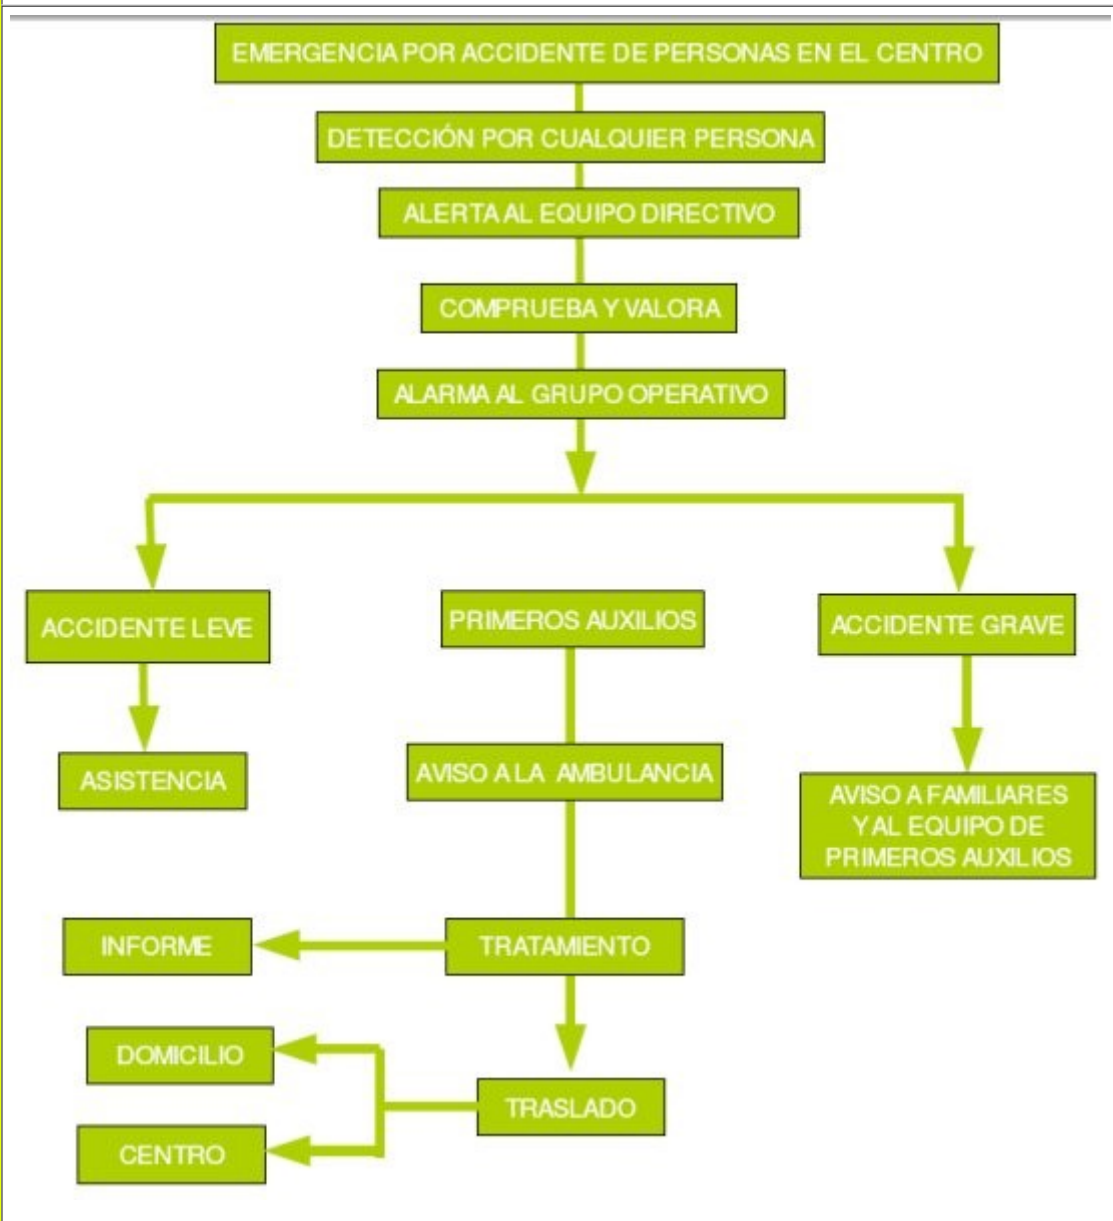 EMERGENCIA POR ACCIDENTE DE PERSONAS EN EL CENTRO
DETECCIÓN POR CUALQUIER PERSONA
ALERTA AL EQUIPO DIRECTIVO
COMPRUEBA Y VALORA
ALARMA AL GRUPO OPERATIVO
ACCIDENTE LEVE
PRIMEROS AUXILIOS
ACCIDENTE GRAVE
ASISTENCIA
AVISO A LA AMBULANCIA
AVISO A FAMILIARES
Y AL EQUIPO DE
PRIMEROS AUXILIOS
INFORME
TRATAMIENTO
DOMICILIO
TRASLADO
CENTRO